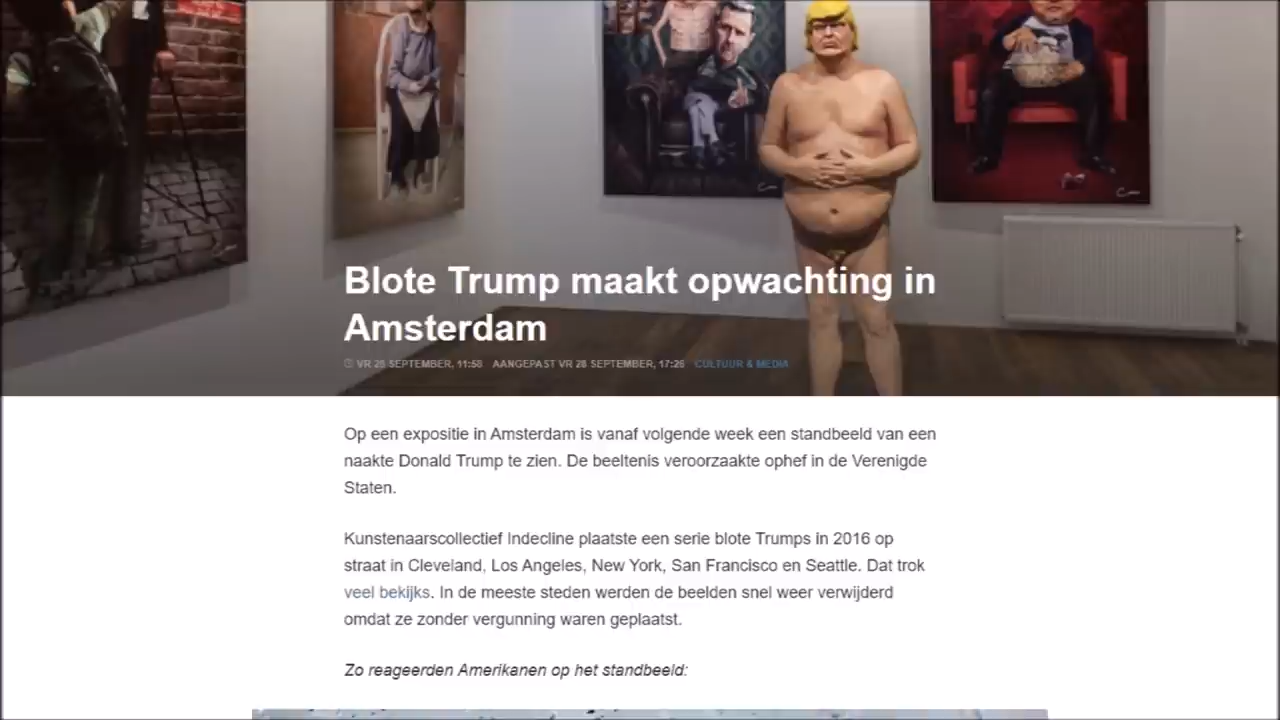 Blote Trump maakt opwachting in
Amsterdam
VR 28 SEPTEMBER, 11:58 AANGEPAST VR 28 SEPTEMBER, 17:26 CULTUUR & MEDIA
Op een expositie in Amsterdam is vanaf volgende week een standbeeld van een
naakte Donald Trump te zien. De beeltenis veroorzaakte ophef in de Verenigde
Staten.
Kunstenaarscollectief Indecline plaatste een serie blote Trumps in 2016 op
straat in Cleveland, Los Angeles, New York, San Francisco en Seattle. Dat trok
veel bekijks. In de meeste steden werden de beelden snel weer verwijderd
omdat ze zonder vergunning waren geplaatst.
Zo reageerden Amerikanen op het standbeeld: